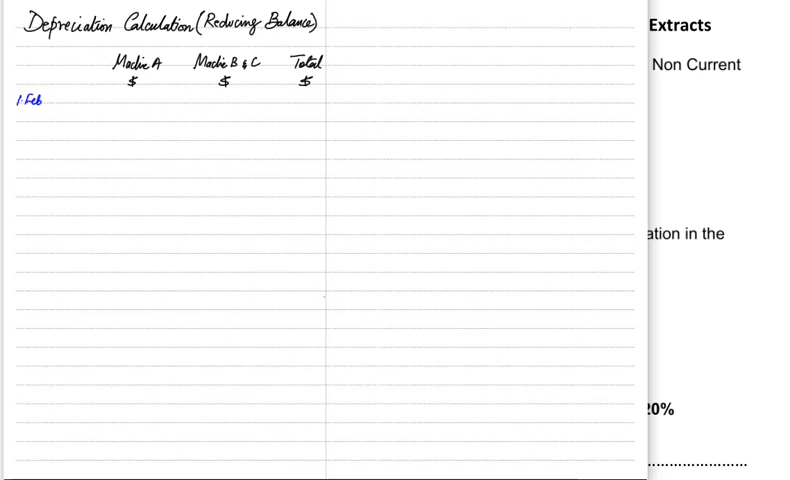 Depreciation Calculation (Reducing Balance)
Extracts
Machine A Machine B & C Total
Non Current
$ $ $
1 Feb
ation in the
20%
........................